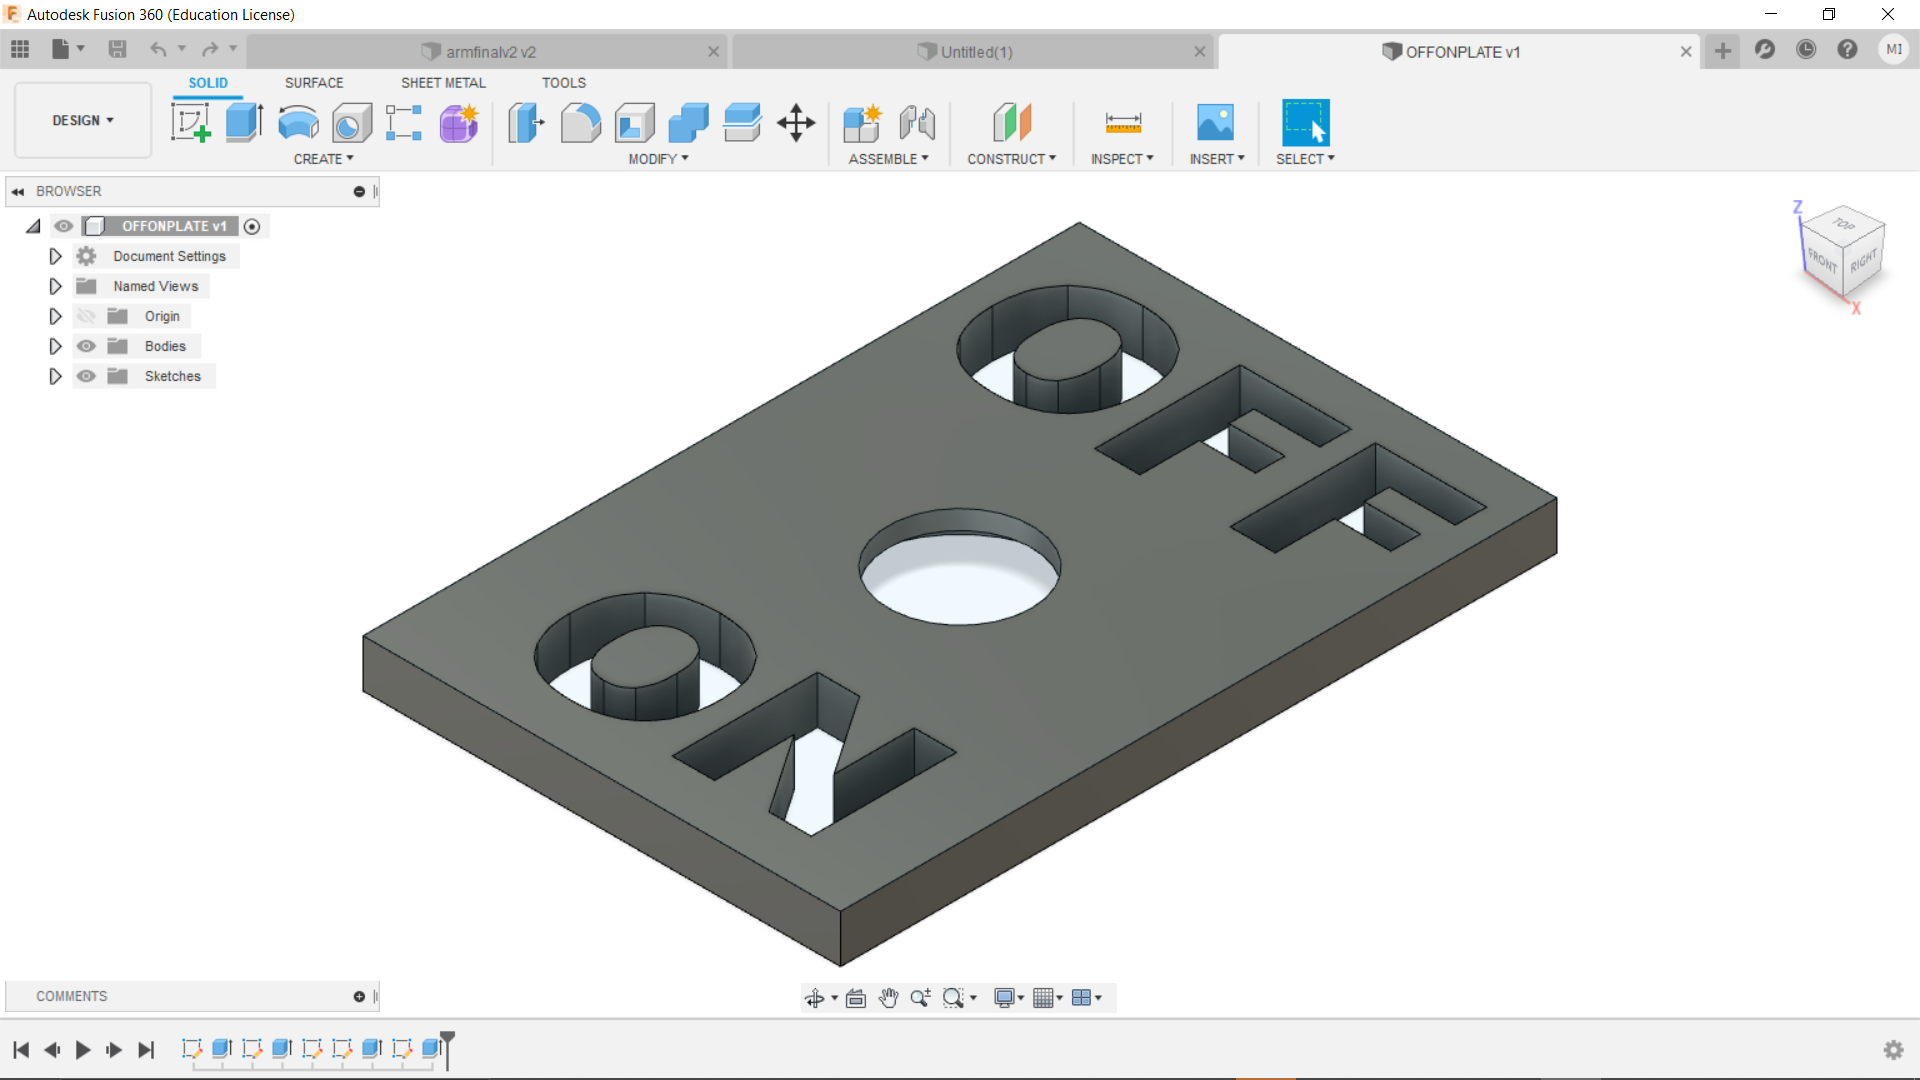 Autodesk Fusion 360 (Education License)
armfinalv2 v2
Untitled(1)
OFFONPLATE v1
MI
SOLID
SURFACE
SHEET METAL
TOOLS
DESIGN
CREATE
MODIFY
ASSEMBLE
CONSTRUCT
INSPECT
INSERT
SELECT
BROWSER
OFFONPLATE v1
Document Settings
Named Views
Origin
Bodies
Sketches
Z
TOP
FRONT
RIGHT
X
OFF
ON
COMMENTS